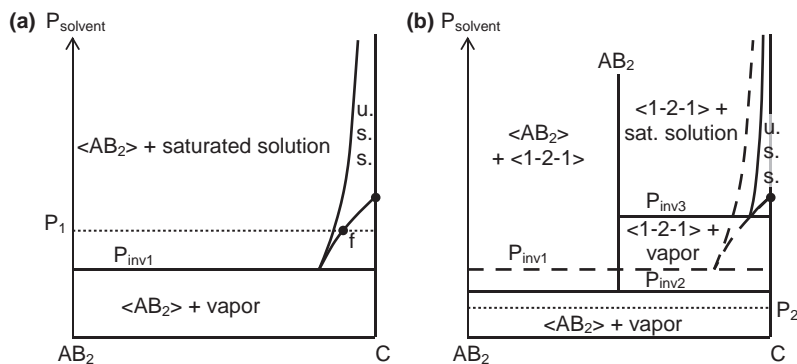 (a)
P_solvent
u.
s.
s.
<AB₂> + saturated solution
P₁
f
P_inv1
<AB₂> + vapor
AB₂
C
(b)
P_solvent
AB₂
<1-2-1> +
sat. solution
u.
s.
s.
<AB₂>
+ <1-2-1>
P_inv3
<1-2-1> +
vapor
P_inv1
P_inv2
P₂
<AB₂> + vapor
AB₂
C